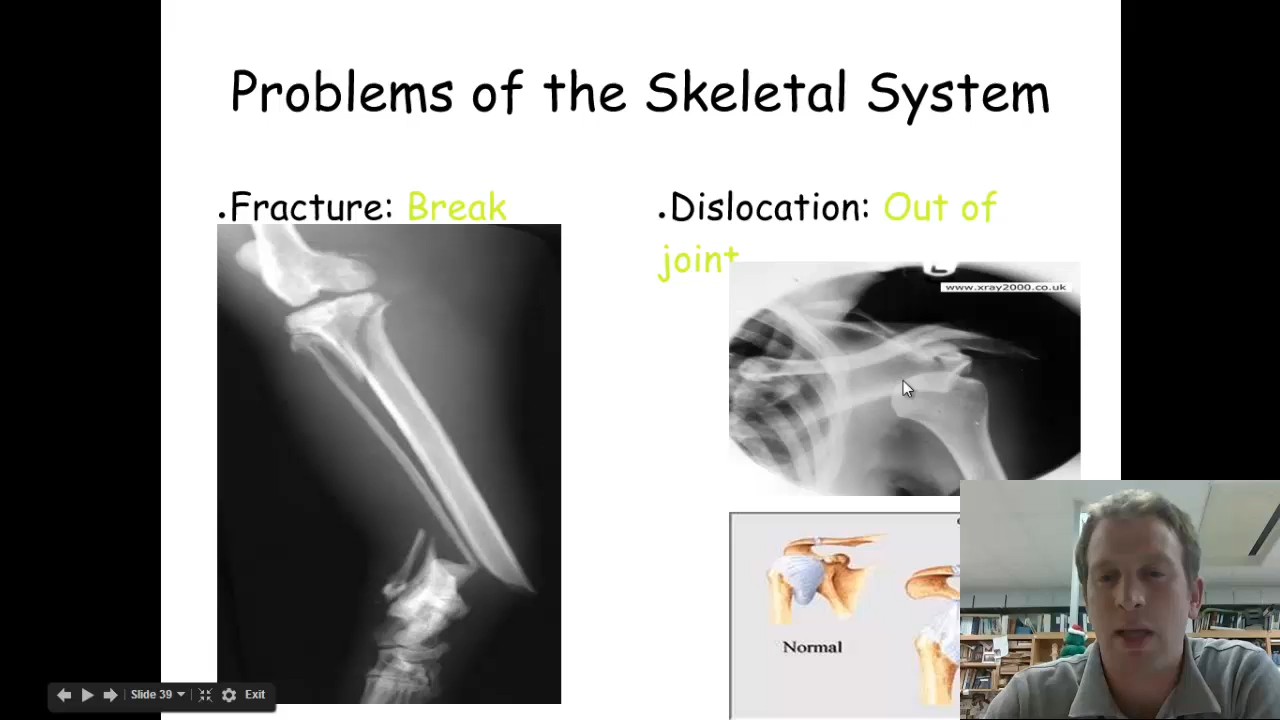 Problems of the Skeletal System
•Fracture: Break
•Dislocation: Out of
joint
www.xray2000.co.uk
Normal
Slide 39
Exit